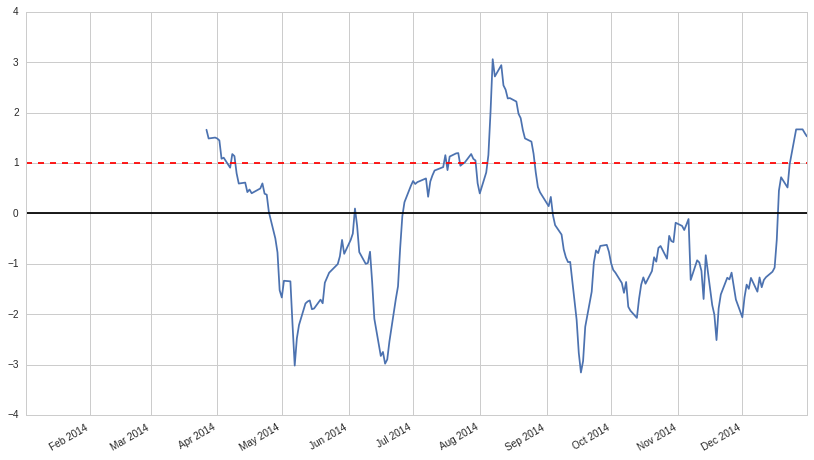 4
3
2
1
0
−1
−2
−3
−4
Feb 2014
Mar 2014
Apr 2014
May 2014
Jun 2014
Jul 2014
Aug 2014
Sep 2014
Oct 2014
Nov 2014
Dec 2014